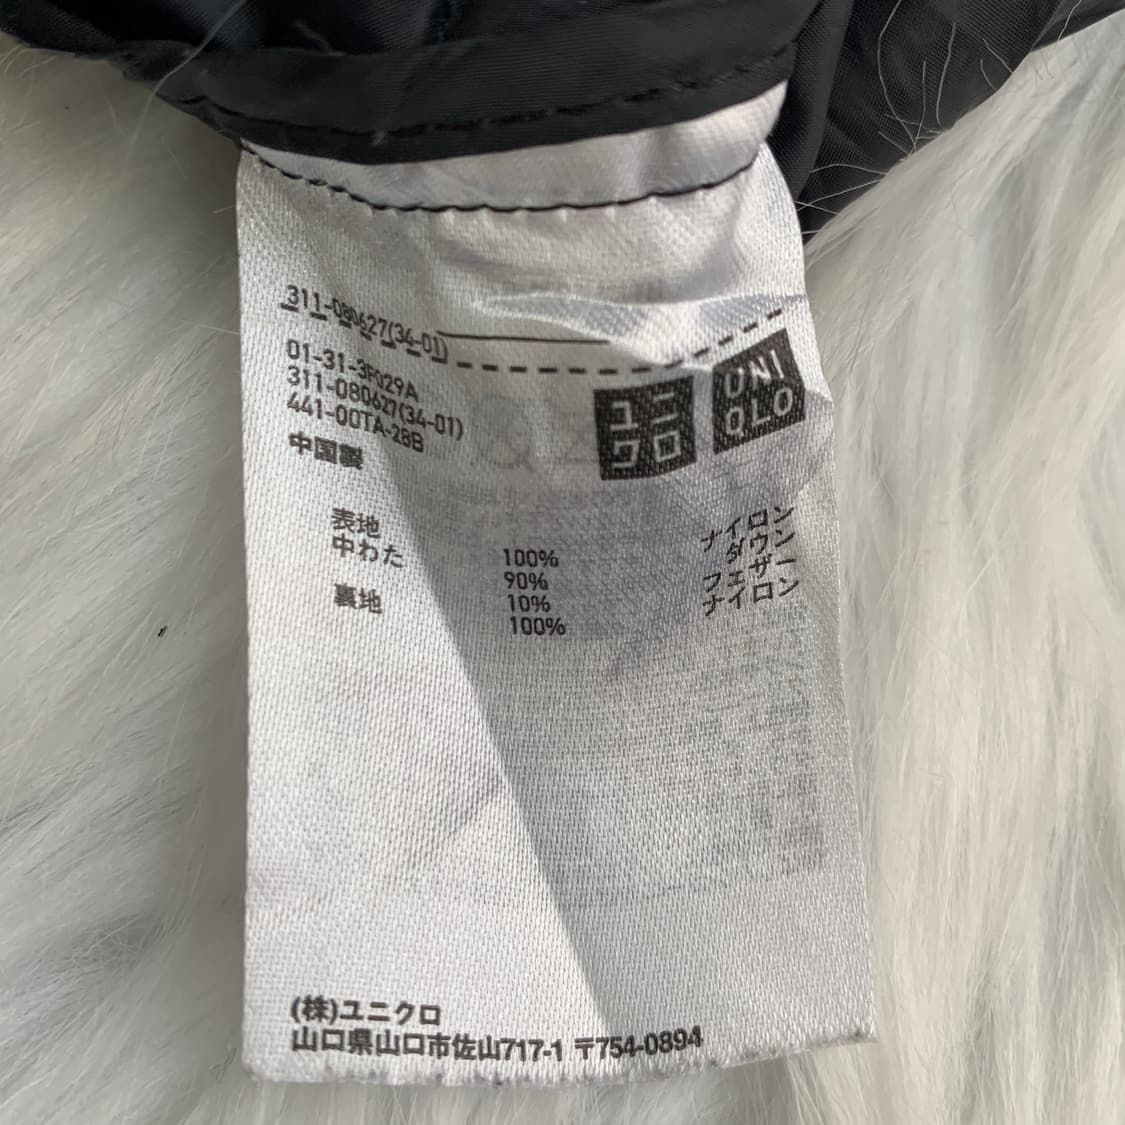 311-080627(34-01)
01-31-3F029A
311-080627(34-01)
441-00TA-28B
中国製
ユニ
クロ
UNI
QLO
表地 100% ナイロン
中わた 90% ダウン
10% フェザー
裏地 100% ナイロン
(株)ユニクロ
山口県山口市佐山717-1 〒754-0894